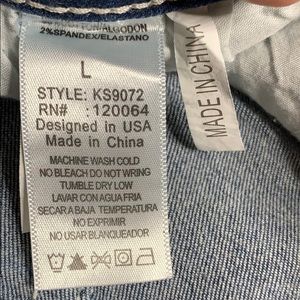 ALGODON
2%SPANDEX/ELASTANO
L
STYLE: KS9072
RN# :120064
Designed in USA
Made in China
MACHINE WASH COLD
NO BLEACH DO NOT WRING
TUMBLE DRY LOW
LAVAR CON AGUA FRIA
SECAR A BAJA TEMPERATURA
NO EXPRIMIR
NO USAR BLANQUEADOR
MADE IN CHINA